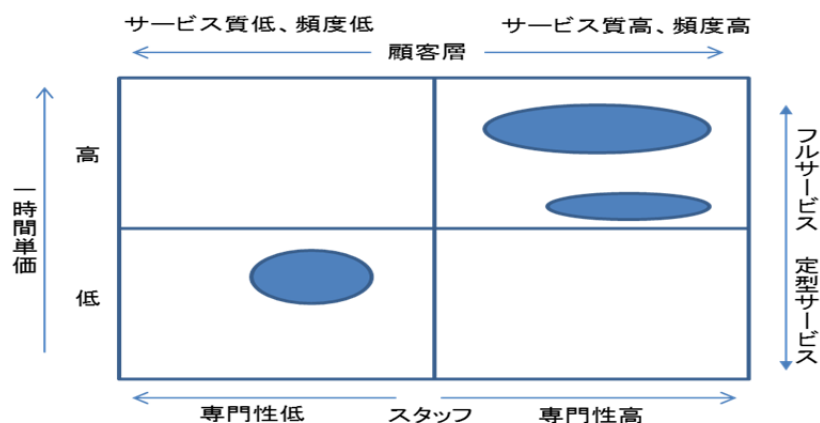 サービス質低、頻度低
サービス質高、頻度高
顧客層
高
一時間単価
低
フルサービス　定型サービス
専門性低
スタッフ
専門性高